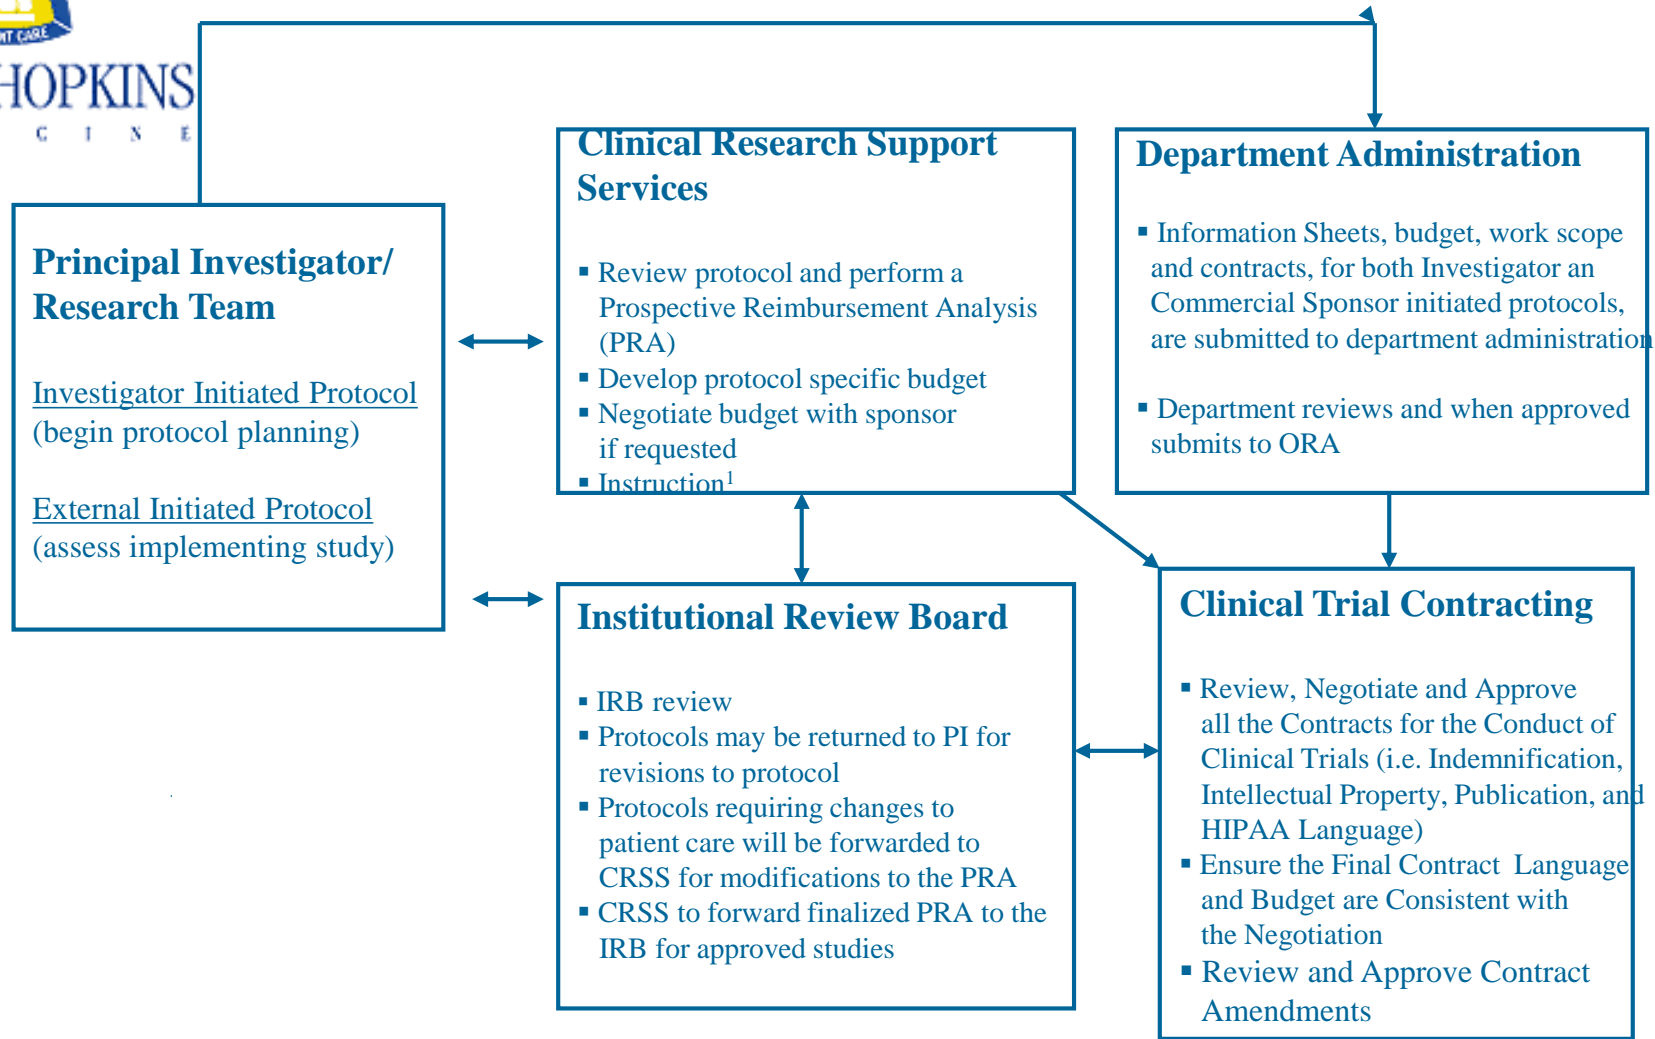 NT CARE
HOPKINS
C I N E
Principal Investigator/
Research Team
Investigator Initiated Protocol
(begin protocol planning)
External Initiated Protocol
(assess implementing study)
Clinical Research Support
Services
▪ Review protocol and perform a
Prospective Reimbursement Analysis
(PRA)
▪ Develop protocol specific budget
▪ Negotiate budget with sponsor
if requested
▪ Instruction¹
Department Administration
▪ Information Sheets, budget, work scope
and contracts, for both Investigator an
Commercial Sponsor initiated protocols,
are submitted to department administration
▪ Department reviews and when approved
submits to ORA
Institutional Review Board
▪ IRB review
▪ Protocols may be returned to PI for
revisions to protocol
▪ Protocols requiring changes to
patient care will be forwarded to
CRSS for modifications to the PRA
▪ CRSS to forward finalized PRA to the
IRB for approved studies
Clinical Trial Contracting
▪ Review, Negotiate and Approve
all the Contracts for the Conduct of
Clinical Trials (i.e. Indemnification,
Intellectual Property, Publication, and
HIPAA Language)
▪ Ensure the Final Contract Language
and Budget are Consistent with
the Negotiation
▪ Review and Approve Contract
Amendments